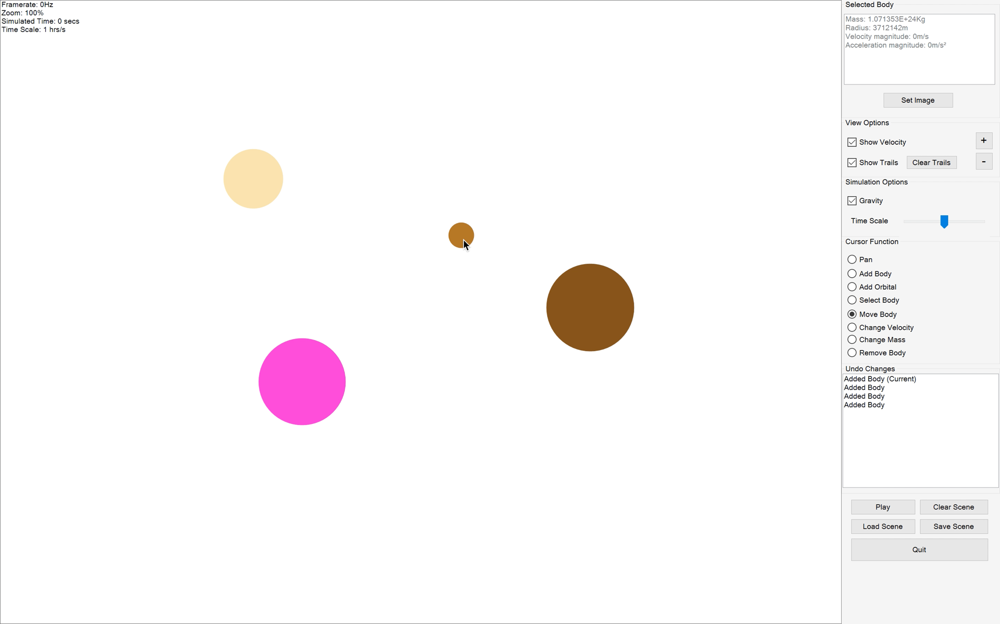 Framerate: 0Hz
Zoom: 100%
Simulated Time: 0 secs
Time Scale: 1 hrs/s
Selected Body
Mass: 1.071353E+24Kg
Radius: 3712142m
Velocity magnitude: 0m/s
Acceleration magnitude: 0m/s²
Set Image
View Options
Show Velocity
+
Show Trails
Clear Trails
-
Simulation Options
Gravity
Time Scale
Cursor Function
Pan
Add Body
Add Orbital
Select Body
Move Body
Change Velocity
Change Mass
Remove Body
Undo Changes
Added Body (Current)
Added Body
Added Body
Added Body
Play
Clear Scene
Load Scene
Save Scene
Quit